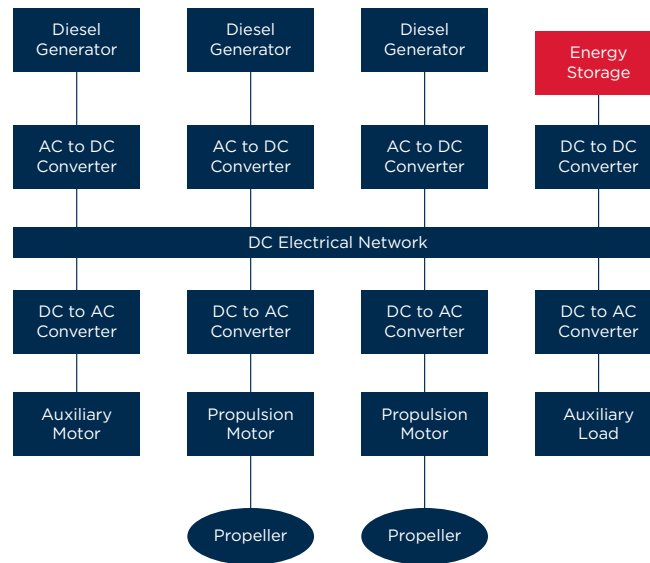 Diesel
Generator
Diesel
Generator
Diesel
Generator
Energy
Storage
AC to DC
Converter
AC to DC
Converter
AC to DC
Converter
DC to DC
Converter
DC Electrical Network
DC to AC
Converter
DC to AC
Converter
DC to AC
Converter
DC to AC
Converter
Auxiliary
Motor
Propulsion
Motor
Propulsion
Motor
Auxiliary
Load
Propeller
Propeller